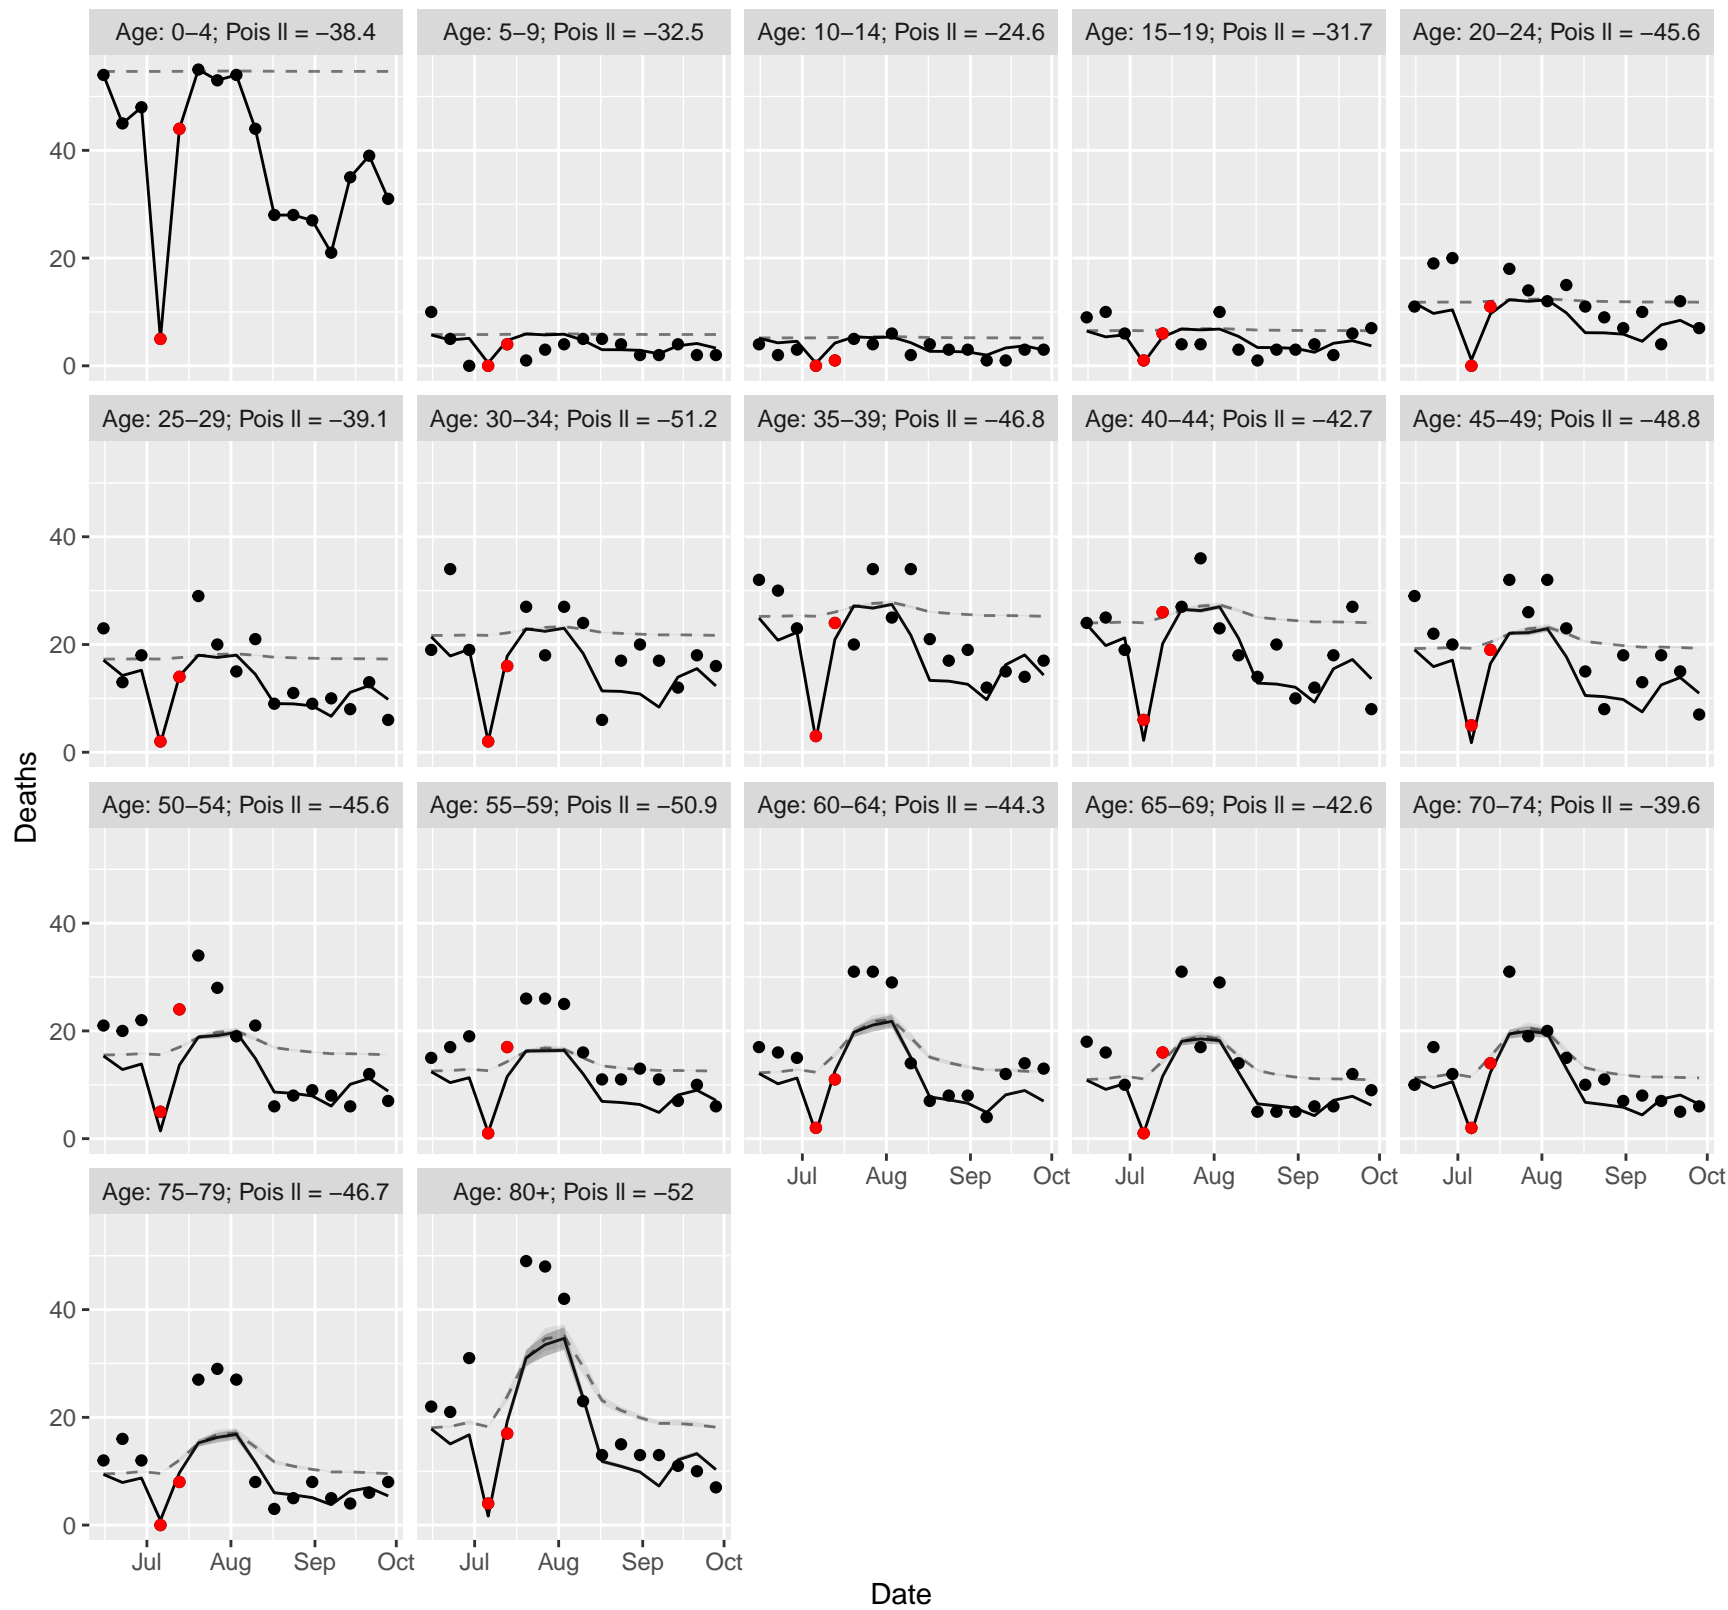 Age: 0−4; Pois ll = −38.4
Age: 5−9; Pois ll = −32.5
Age: 10−14; Pois ll = −24.6
Age: 15−19; Pois ll = −31.7
Age: 20−24; Pois ll = −45.6
40
20
0
Age: 25−29; Pois ll = −39.1
Age: 30−34; Pois ll = −51.2
Age: 35−39; Pois ll = −46.8
Age: 40−44; Pois ll = −42.7
Age: 45−49; Pois ll = −48.8
40
20
0
Deaths
Age: 50−54; Pois ll = −45.6
Age: 55−59; Pois ll = −50.9
Age: 60−64; Pois ll = −44.3
Age: 65−69; Pois ll = −42.6
Age: 70−74; Pois ll = −39.6
40
20
0
Jul Aug Sep Oct
Jul Aug Sep Oct
Jul Aug Sep Oct
Age: 75−79; Pois ll = −46.7
Age: 80+; Pois ll = −52
40
20
0
Jul Aug Sep Oct
Jul Aug Sep Oct
Date